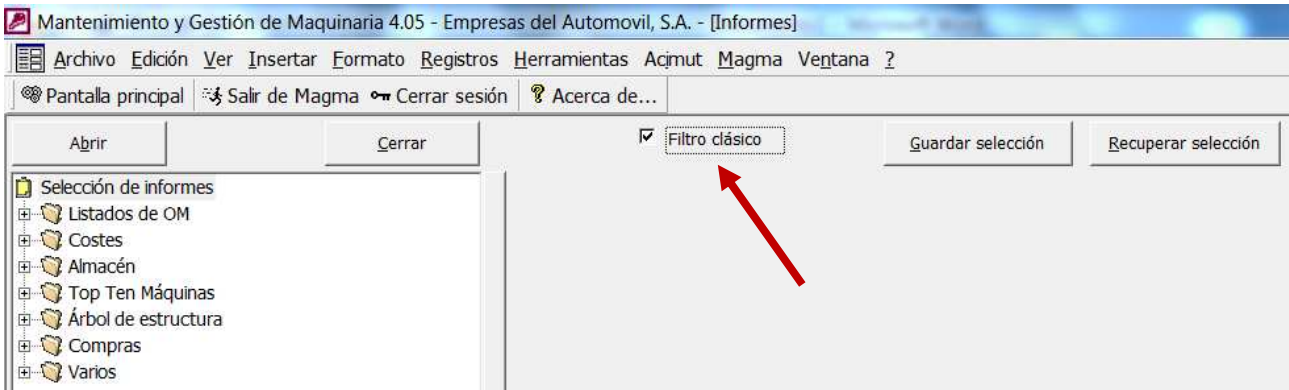 Mantenimiento y Gestión de Maquinaria 4.05 - Empresas del Automovil, S.A. - [Informes]
Archivo Edición Ver Insertar Formato Registros Herramientas Acimut Magma Ventana ?
Pantalla principal Salir de Magma Cerrar sesión Acerca de...
Abrir Cerrar Filtro clásico Guardar selección Recuperar selección
Selección de informes
Listados de OM
Costes
Almacén
Top Ten Máquinas
Árbol de estructura
Compras
Varios